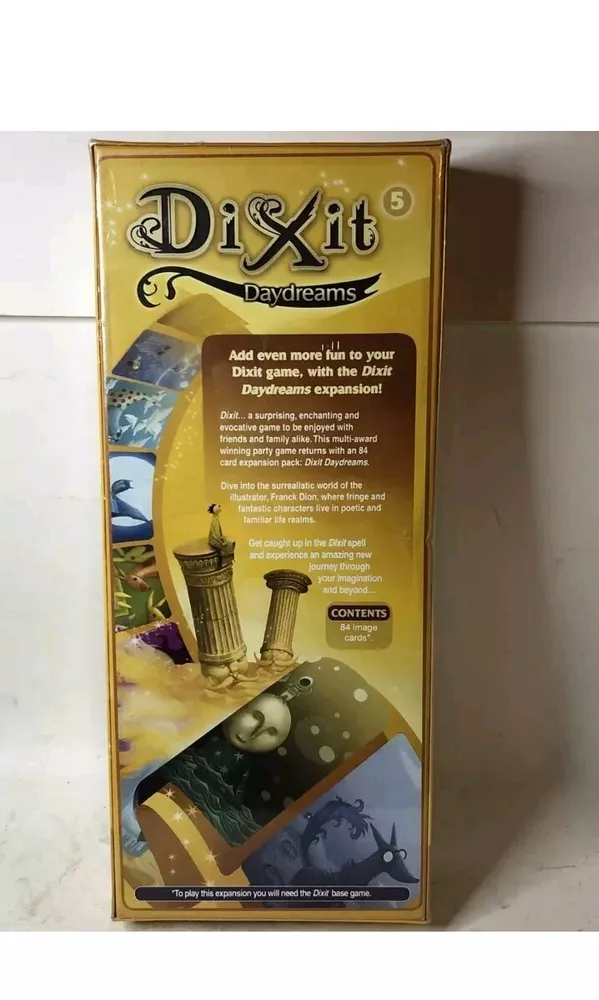 DiXit 5
Daydreams
Add even more fun to your
Dixit game, with the Dixit
Daydreams expansion!
Dixit... a surprising, enchanting and
evocative game to be enjoyed with
friends and family alike. This multi-award
winning party game returns with an 84
card expansion pack: Dixit Daydreams.
Dive into the surrealistic world of the
illustrator, Franck Dion, where fringe and
fantastic characters live in poetic and
familiar life realms.
Get caught up in the Dixit spell
and experience an amazing new
journey through
your imagination
and beyond...
CONTENTS
84 image
cards*.
*To play this expansion you will need the Dixit base game.